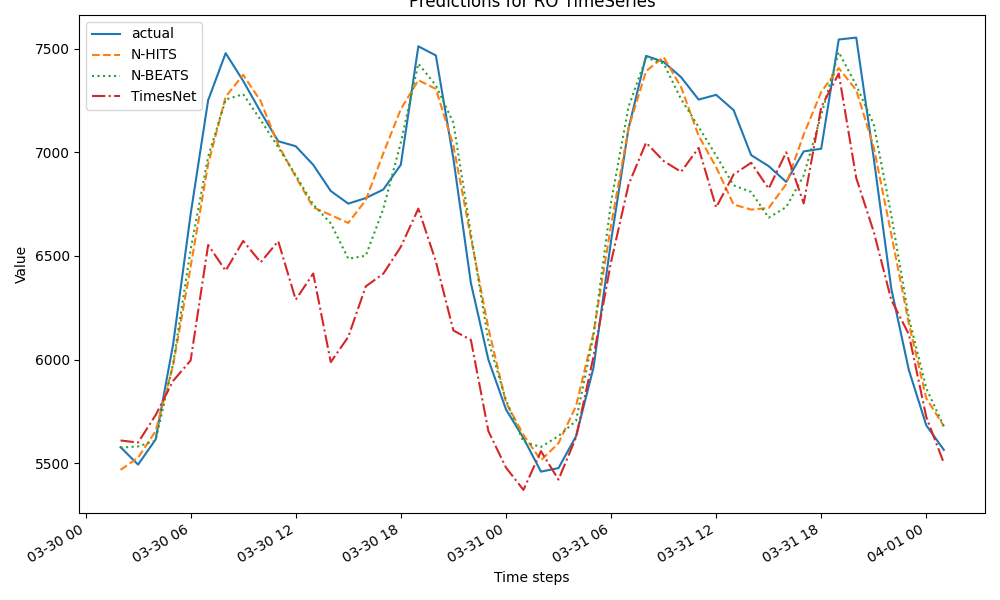 Predictions for RO TimeSeries
actual
N-HITS
N-BEATS
TimesNet
Value
7500
7000
6500
6000
5500
03-30 00
03-30 06
03-30 12
03-30 18
03-31 00
03-31 06
03-31 12
03-31 18
04-01 00
Time steps